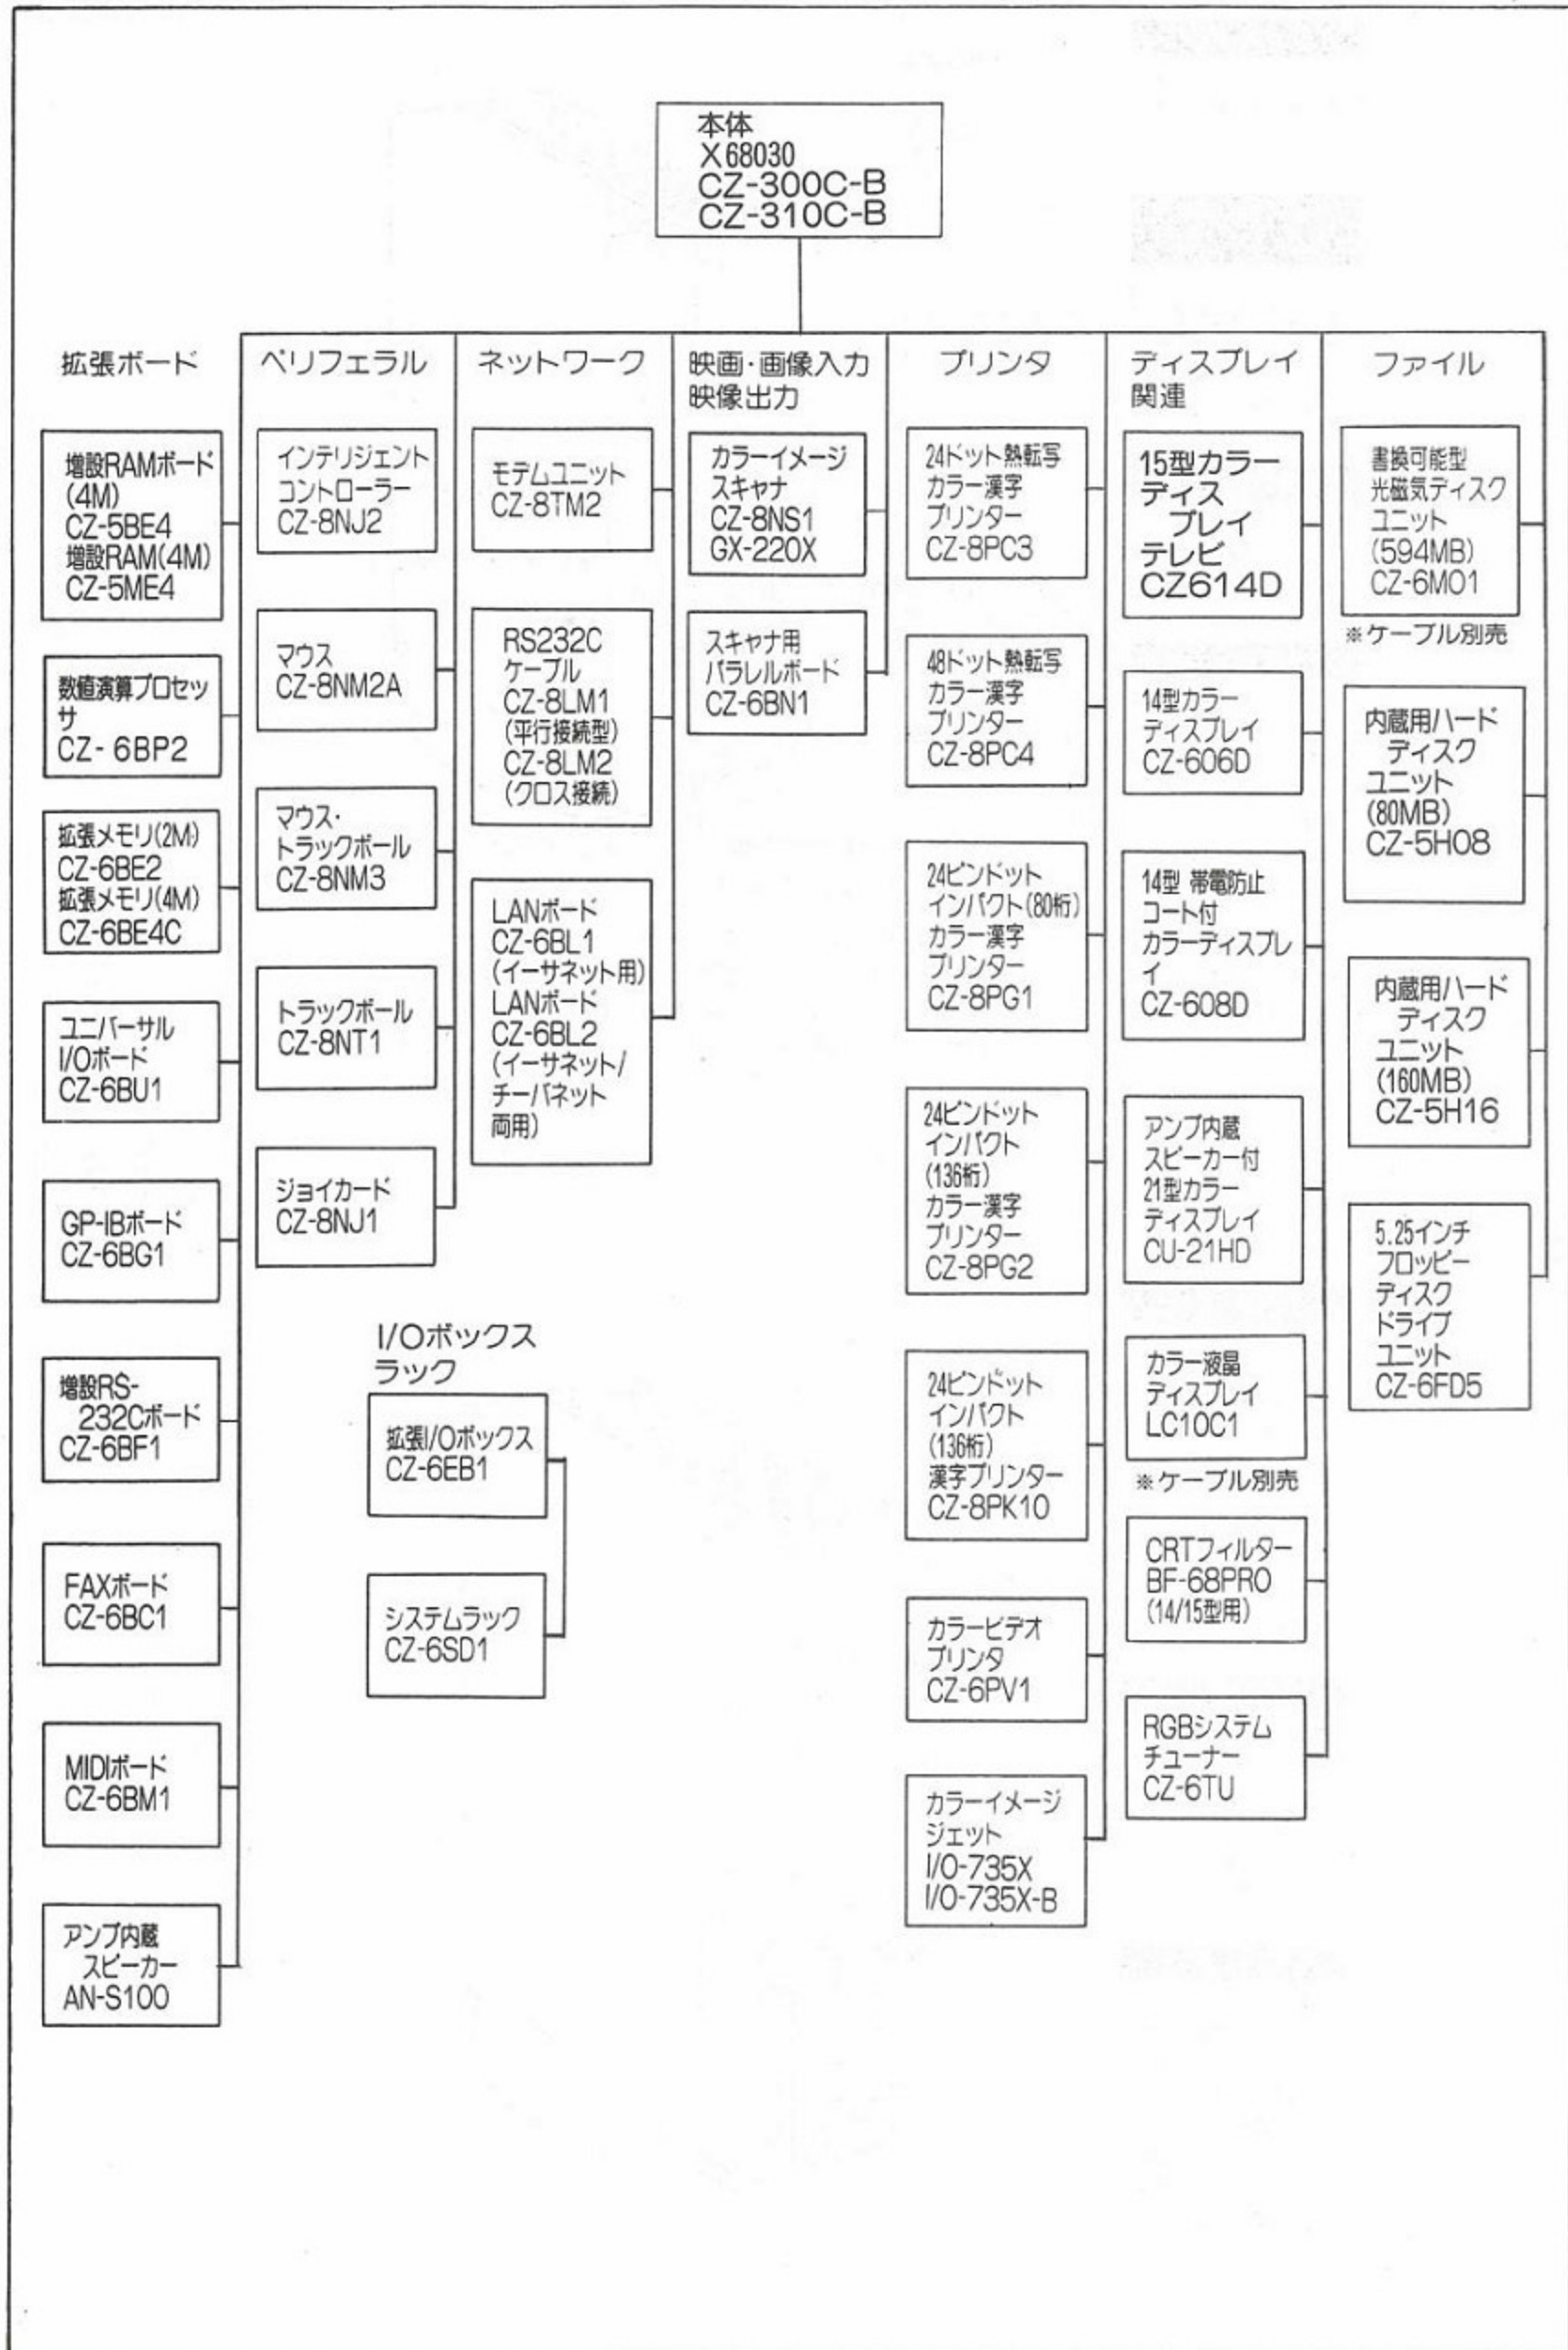 本体
X68030
CZ-300C-B
CZ-310C-B
拡張ボード
増設RAMボード
(4M)
CZ-5BE4
増設RAM(4M)
CZ-5ME4
数値演算プロセッ
サ
CZ-6BP2
拡張メモリ(2M)
CZ-6BE2
拡張メモリ(4M)
CZ-6BE4C
ユニバーサル
I/Oボード
CZ-6BU1
GP-IBボード
CZ-6BG1
増設RS-
232Cボード
CZ-6BF1
FAXボード
CZ-6BC1
MIDIボード
CZ-6BM1
アンプ内蔵
スピーカー
AN-S100
ペリフェラル
インテリジェント
コントローラー
CZ-8NJ2
マウス
CZ-8NM2A
マウス・
トラックボール
CZ-8NM3
トラックボール
CZ-8NT1
ジョイカード
CZ-8NJ1
I/Oボックス
ラック
拡張I/Oボックス
CZ-6EB1
システムラック
CZ-6SD1
ネットワーク
モデムユニット
CZ-8TM2
RS232C
ケーブル
CZ-8LM1
(平行接続型)
CZ-8LM2
(クロス接続)
LANボード
CZ-6BL1
(イーサネット用)
LANボード
CZ-6BL2
(イーサネット/
チーパネット
両用)
映画・画像入力
映像出力
カラーイメージ
スキャナ
CZ-8NS1
GX-220X
スキャナ用
パラレルボード
CZ-6BN1
プリンタ
24ドット熱転写
カラー漢字
プリンター
CZ-8PC3
48ドット熱転写
カラー漢字
プリンター
CZ-8PC4
24ピンドット
インパクト(80桁)
カラー漢字
プリンター
CZ-8PG1
24ピンドット
インパクト
(136桁)
カラー漢字
プリンター
CZ-8PG2
24ピンドット
インパクト
(136桁)
漢字プリンター
CZ-8PK10
カラービデオ
プリンタ
CZ-6PV1
カラーイメージ
ジェット
I/O-735X
I/O-735X-B
ディスプレイ
関連
15型カラー
ディス
プレイ
テレビ
CZ614D
14型カラー
ディスプレイ
CZ-606D
14型 帯電防止
コート付
カラーディスプレ
イ
CZ-608D
アンプ内蔵
スピーカー付
21型カラー
ディスプレイ
CU-21HD
カラー液晶
ディスプレイ
LC10C1
※ケーブル別売
CRTフィルター
BF-68PRO
(14/15型用)
RGBシステム
チューナー
CZ-6TU
ファイル
書換可能型
光磁気ディスク
ユニット
(594MB)
CZ-6MO1
※ケーブル別売
内蔵用ハード
ディスク
ユニット
(80MB)
CZ-5H08
内蔵用ハード
ディスク
ユニット
(160MB)
CZ-5H16
5.25インチ
フロッピー
ディスク
ドライブ
ユニット
CZ-6FD5